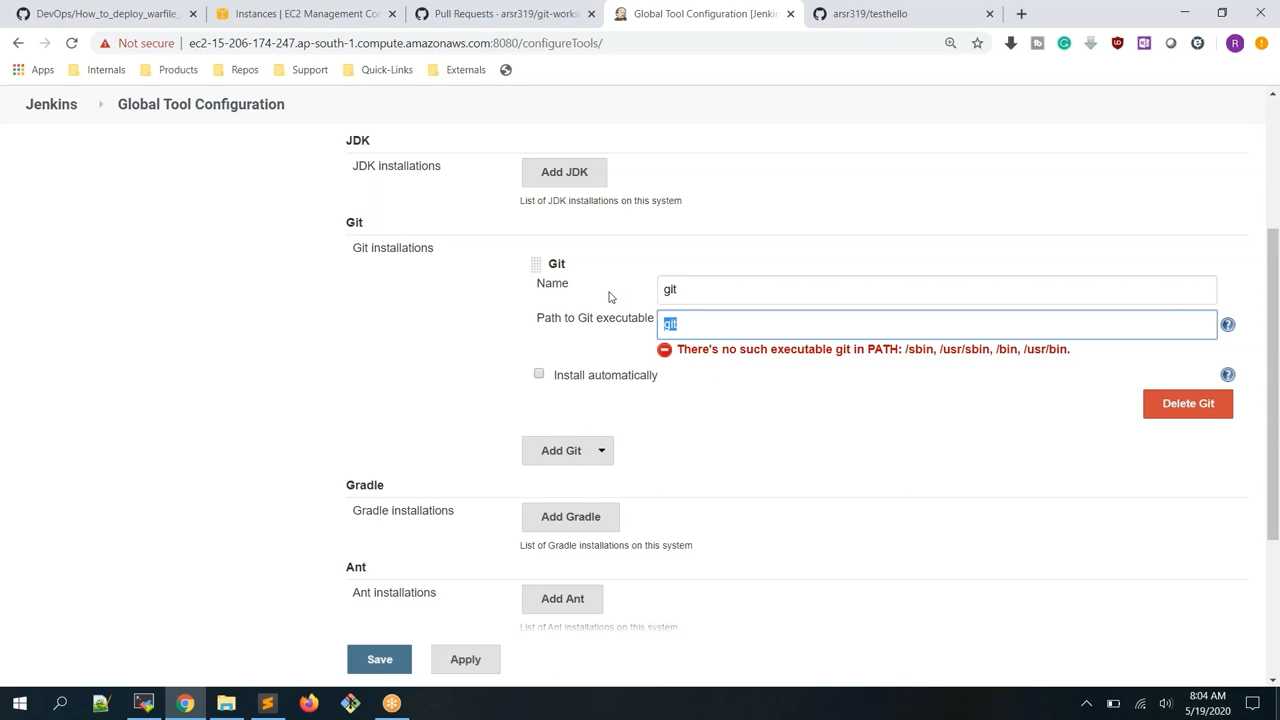 DevOps/How_to_deploy_warfile_
Instances | EC2 Management Co
Pull Requests · arsr319/git-works
Global Tool Configuration [Jenkin
arsr319/testhello
Not secure | ec2-15-206-174-247.ap-south-1.compute.amazonaws.com:8080/configureTools/
Apps
Internals
Products
Repos
Support
Quick-Links
Externals
Jenkins
Global Tool Configuration
JDK
JDK installations
Add JDK
List of JDK installations on this system
Git
Git installations
Git
Name
git
Path to Git executable
git
There's no such executable git in PATH: /sbin, /usr/sbin, /bin, /usr/bin.
Install automatically
Delete Git
Add Git
Gradle
Gradle installations
Add Gradle
List of Gradle installations on this system
Ant
Ant installations
Add Ant
List of Ant installations on this system
Save
Apply
8:04 AM
5/19/2020